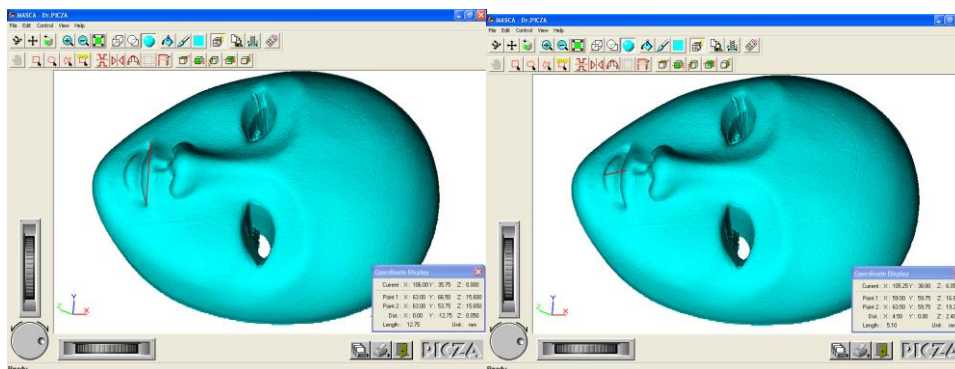 MASCA - Dr.PICZA
File Edit Control View Help
Coordinate Display
Current : X : 106.00 Y : 35.75 Z : 0.000
Point 1 : X : 63.00 Y : 66.50 Z : 15.600
Point 2 : X : 63.00 Y : 53.75 Z : 15.650
Dist : X : 0.00 Y : -12.75 Z : 0.050
Length : 12.75 Unit : mm
Z Y X
PICZA
Ready
MASCA - Dr.PICZA
File Edit Control View Help
Coordinate Display
Current : X : 105.25 Y : 38.00 Z :
Point 1 : X : 59.00 Y : 59.75 Z :
Point 2 : X : 63.50 Y : 59.75 Z :
Dist : X : 4.50 Y : 0.00 Z :
Length : 5.10 Unit : mm
Z Y X
PICZA
Ready